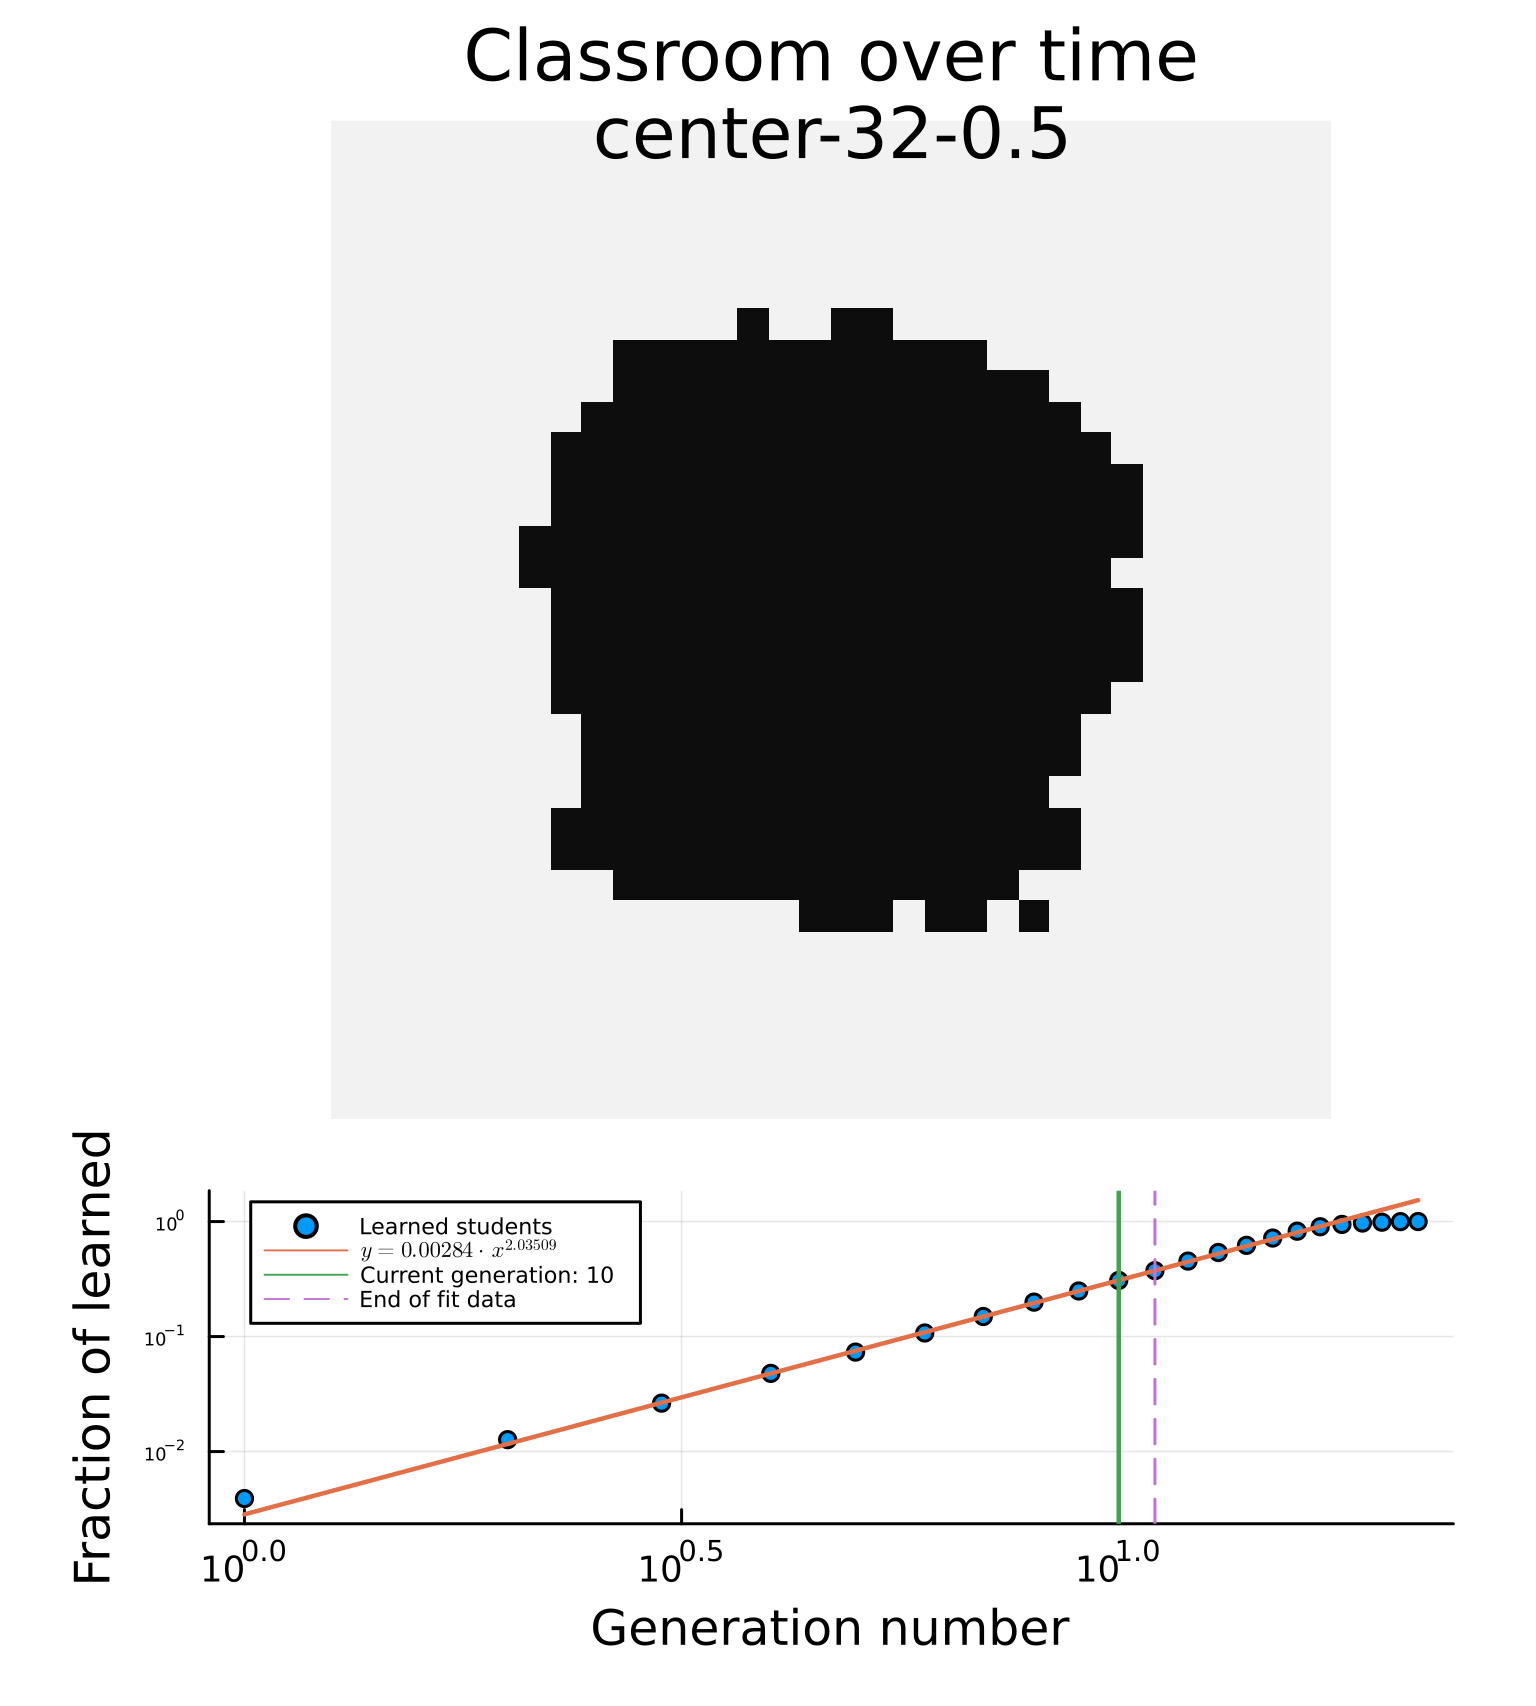 Classroom over time
center-32-0.5
Fraction of learned
10⁰
10⁻¹
10⁻²
Learned students
y = 0.00284 · x^2.03509
Current generation: 10
End of fit data
10^0.0 10^0.5 10^1.0
Generation number